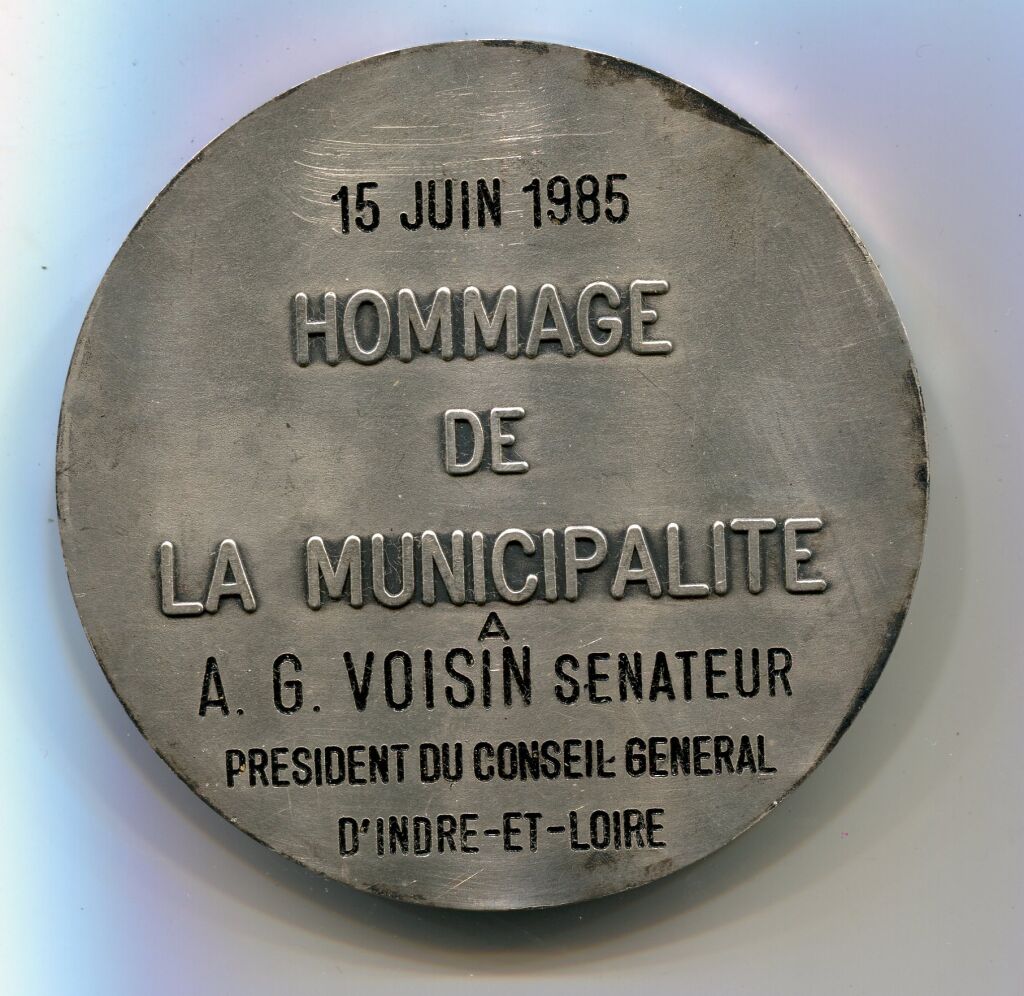 15 JUIN 1985
HOMMAGE
DE
LA MUNICIPALITE
A
A. G. VOISIN SENATEUR
PRESIDENT DU CONSEIL GENERAL
D'INDRE-ET-LOIRE